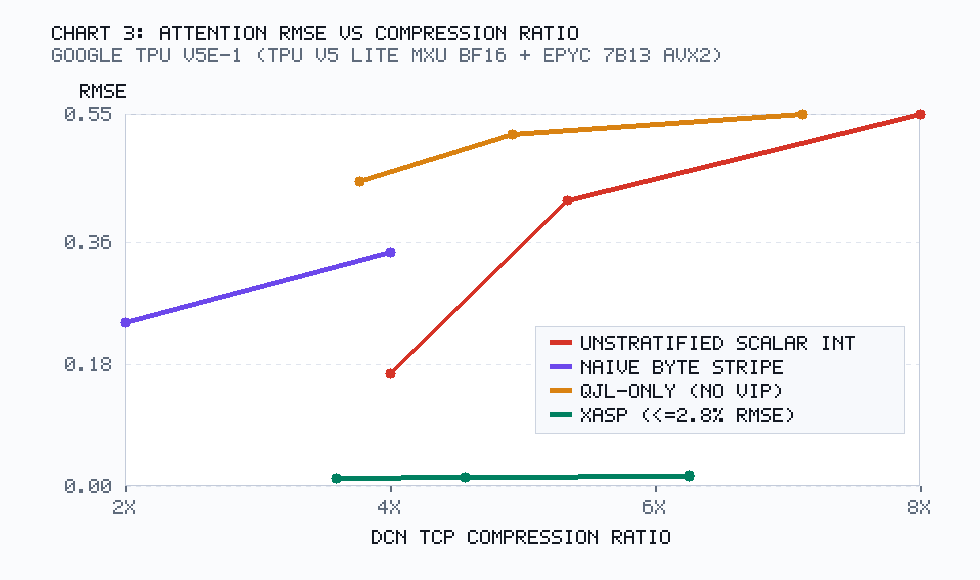 CHART 3: ATTENTION RMSE VS COMPRESSION RATIO
GOOGLE TPU V5E-1 (TPU V5 LITE MXU BF16 + EPYC 7B13 AVX2)
RMSE
0.55
0.36
0.18
0.00
UNSTRATIFIED SCALAR INT
NAIVE BYTE STRIPE
QJL-ONLY (NO VIP)
XASP (<=2.8% RMSE)
2X 4X 6X 8X
DCN TCP COMPRESSION RATIO